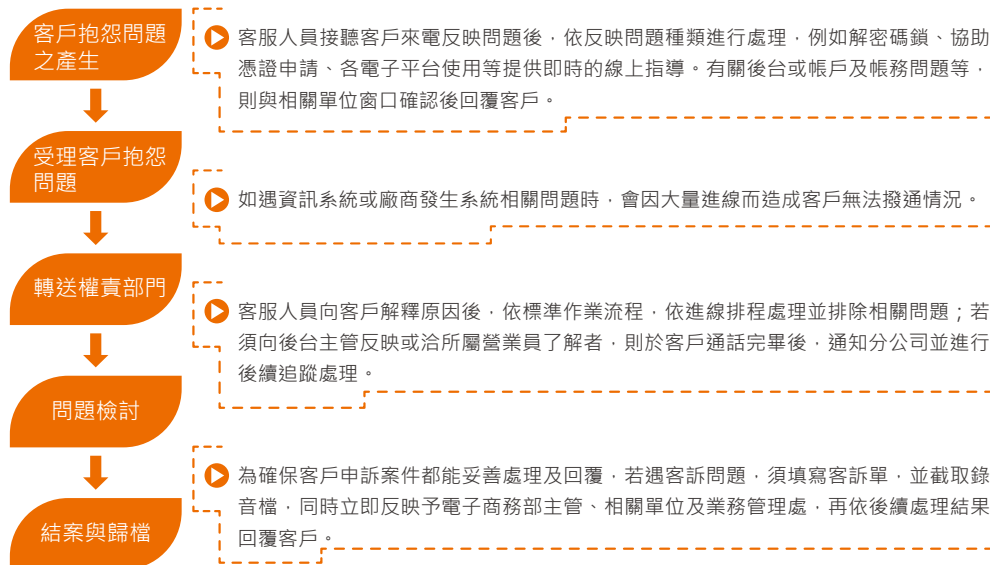 客戶抱怨問題
之產生
客服人員接聽客戶來電反映問題後，依反映問題種類進行處理，例如解密碼鎖、協助
憑證申請、各電子平台使用等提供即時的線上指導。有關後台或帳戶及帳務問題等，
則與相關單位窗口確認後回覆客戶。
受理客戶抱怨
問題
如遇資訊系統或廠商發生系統相關問題時，會因大量進線而造成客戶無法撥通情況。
轉送權責部門
客服人員向客戶解釋原因後，依標準作業流程，依進線排程處理並排除相關問題；若
須向後台主管反映或洽所屬營業員了解者，則於客戶通話完畢後，通知分公司並進行
後續追蹤處理。
問題檢討
為確保客戶申訴案件都能妥善處理及回覆，若遇客訴問題，須填寫客訴單，並截取錄
音檔，同時立即反映予電子商務部主管、相關單位及業務管理處，再依後續處理結果
回覆客戶。
結案與歸檔